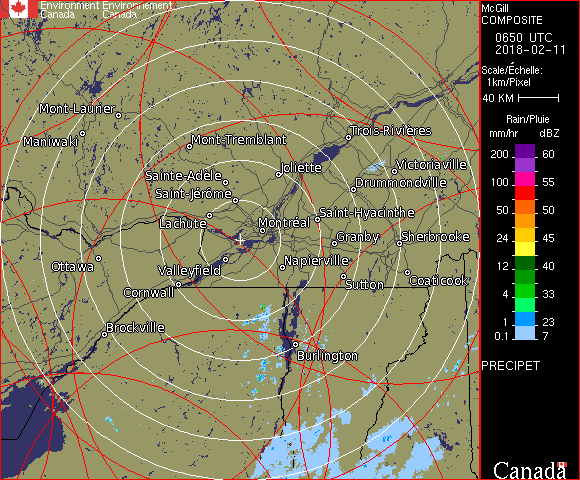 Environment Environnement
Canada Canada
McGill
COMPOSITE
0650 UTC
2018-02-11
Scale/Échelle:
1km/Pixel
40 KM
Rain/Pluie
mm/hr dBZ
200 60
100 55
50 50
24 45
12 40
4 33
1 23
0.1 7
PRECIPET
Canada
Mont-Laurier
Maniwaki
Mont-Tremblant
Trois-Rivières
Sainte-Adèle
Joliette
Victoriaville
Saint-Jérôme
Drummondville
Lachute
Montréal
Saint-Hyacinthe
Granby
Sherbrooke
Ottawa
Valleyfield
Napierville
Cornwall
Sutton
Coaticook
Brockville
Burlington